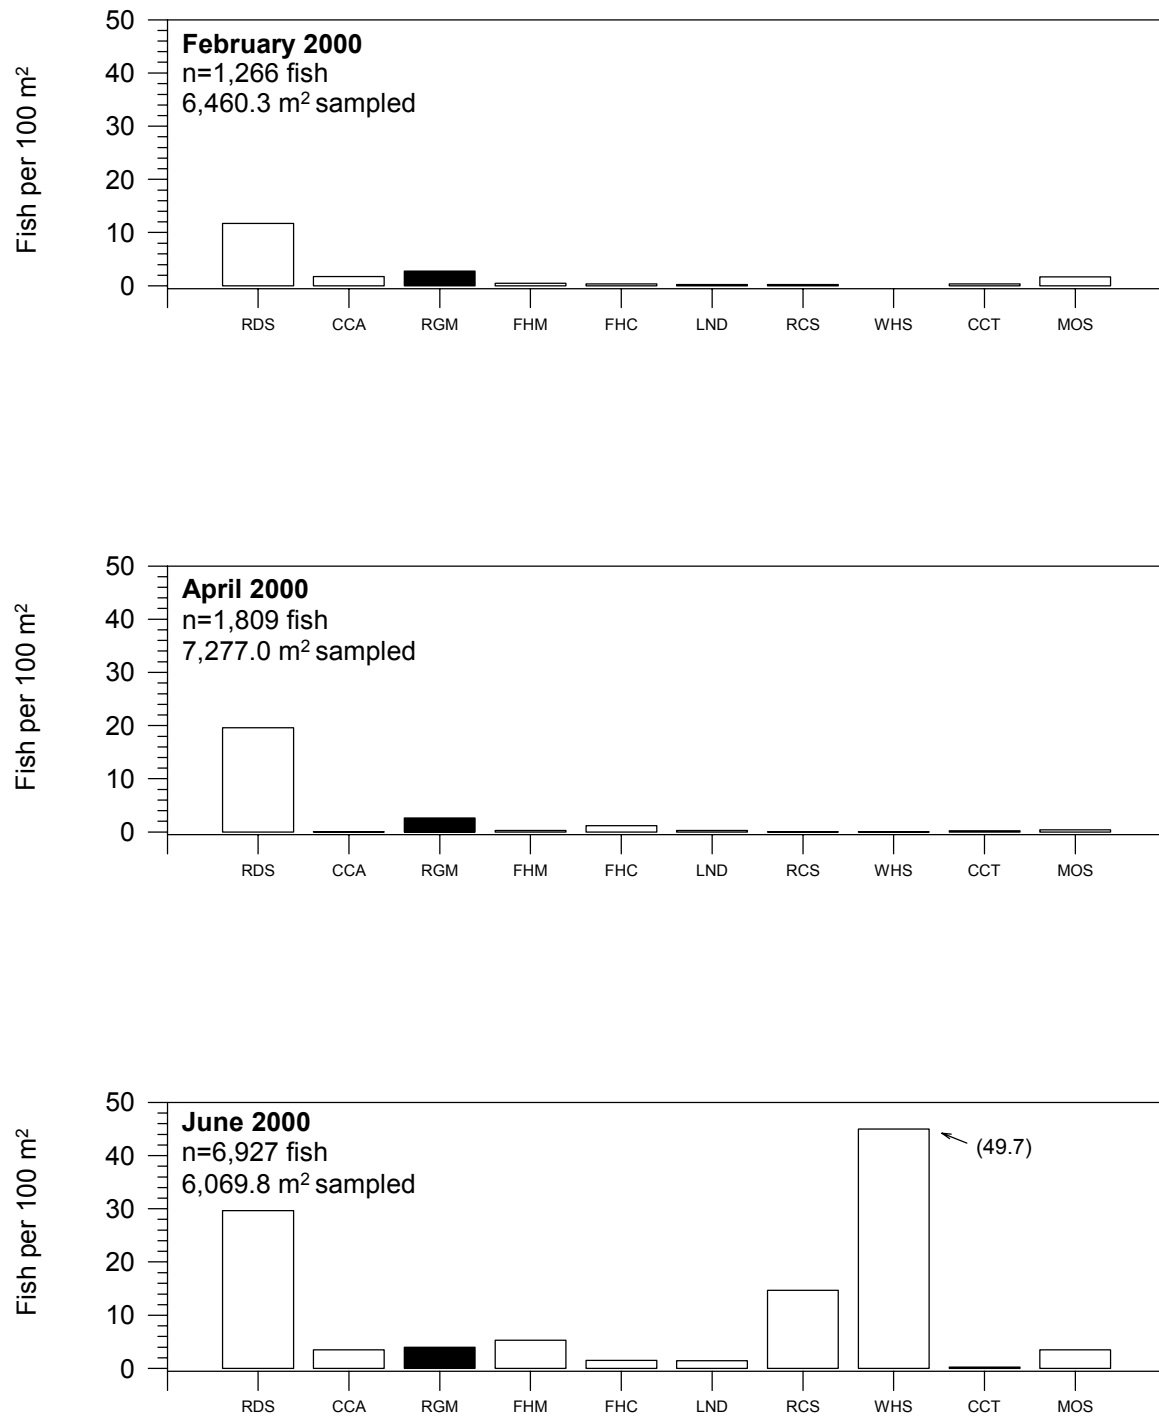 Fish per 100 m²
50
40
30
20
10
0
February 2000
n=1,266 fish
6,460.3 m² sampled
RDS CCA RGM FHM FHC LND RCS WHS CCT MOS
Fish per 100 m²
50
40
30
20
10
0
April 2000
n=1,809 fish
7,277.0 m² sampled
RDS CCA RGM FHM FHC LND RCS WHS CCT MOS
Fish per 100 m²
50
40
30
20
10
0
June 2000
n=6,927 fish
6,069.8 m² sampled
(49.7)
RDS CCA RGM FHM FHC LND RCS WHS CCT MOS